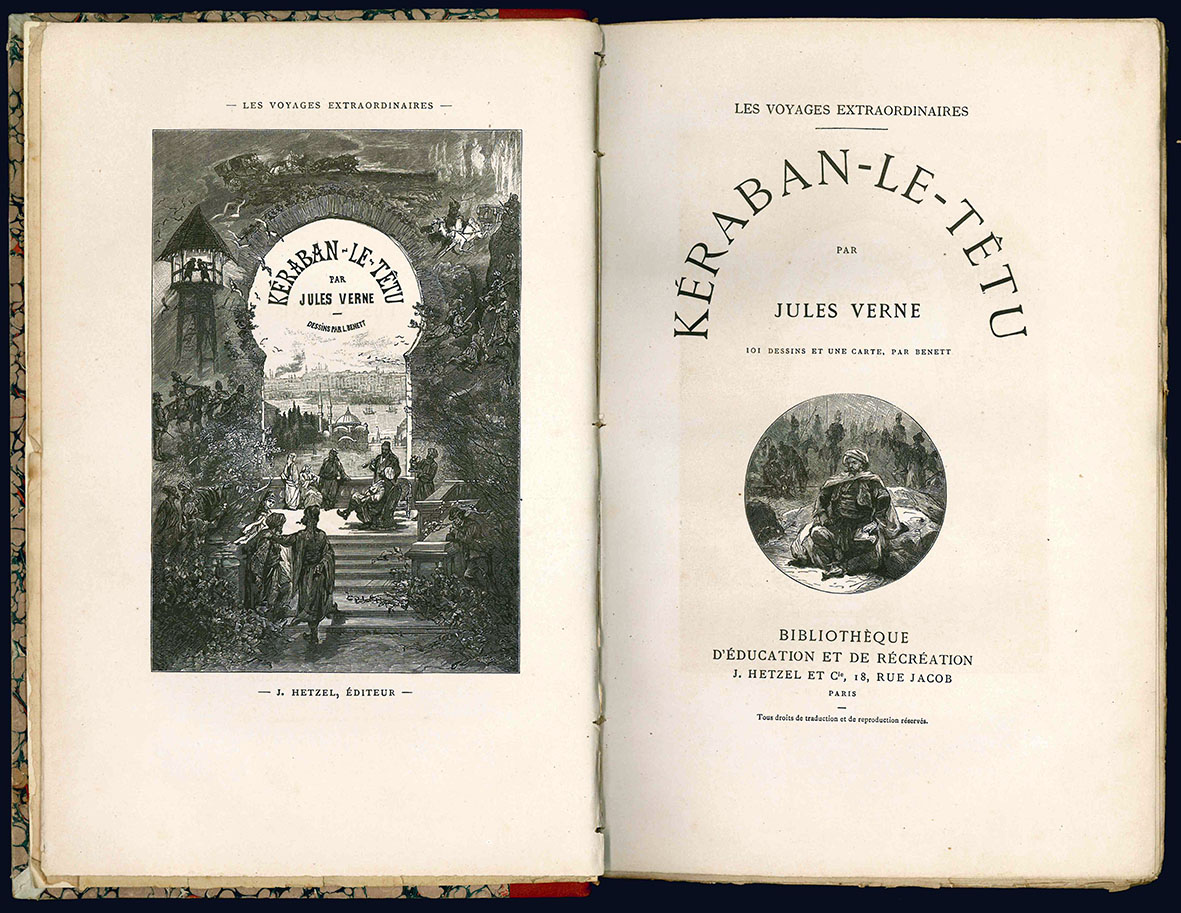 — LES VOYAGES EXTRAORDINAIRES —
KÉRABAN-LE-TÊTU
PAR
JULES VERNE
DESSINS PAR L. BENETT
— J. HETZEL, ÉDITEUR —
LES VOYAGES EXTRAORDINAIRES
KÉRABAN-LE-TÊTU
PAR
JULES VERNE
101 DESSINS ET UNE CARTE, PAR BENETT
BIBLIOTHÈQUE
D'ÉDUCATION ET DE RÉCRÉATION
J. HETZEL ET Cie, 18, RUE JACOB
PARIS
Tous droits de traduction et de reproduction réservés.